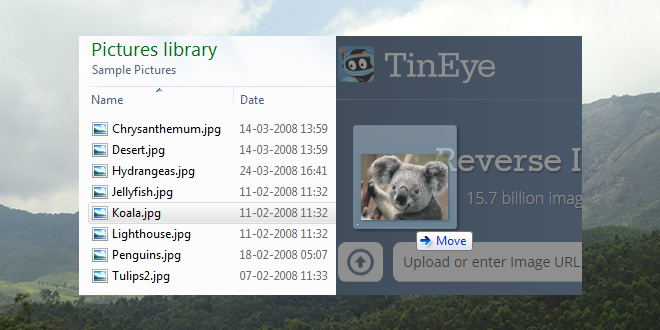 Pictures library
Sample Pictures
Name Date
Chrysanthemum.jpg 14-03-2008 13:59
Desert.jpg 14-03-2008 13:59
Hydrangeas.jpg 24-03-2008 16:41
Jellyfish.jpg 11-02-2008 11:32
Koala.jpg 11-02-2008 11:32
Lighthouse.jpg 11-02-2008 11:32
Penguins.jpg 18-02-2008 05:07
Tulips2.jpg 07-02-2008 11:33
TinEye
Reverse I
15.7 billion imag
Move
Upload or enter Image URL